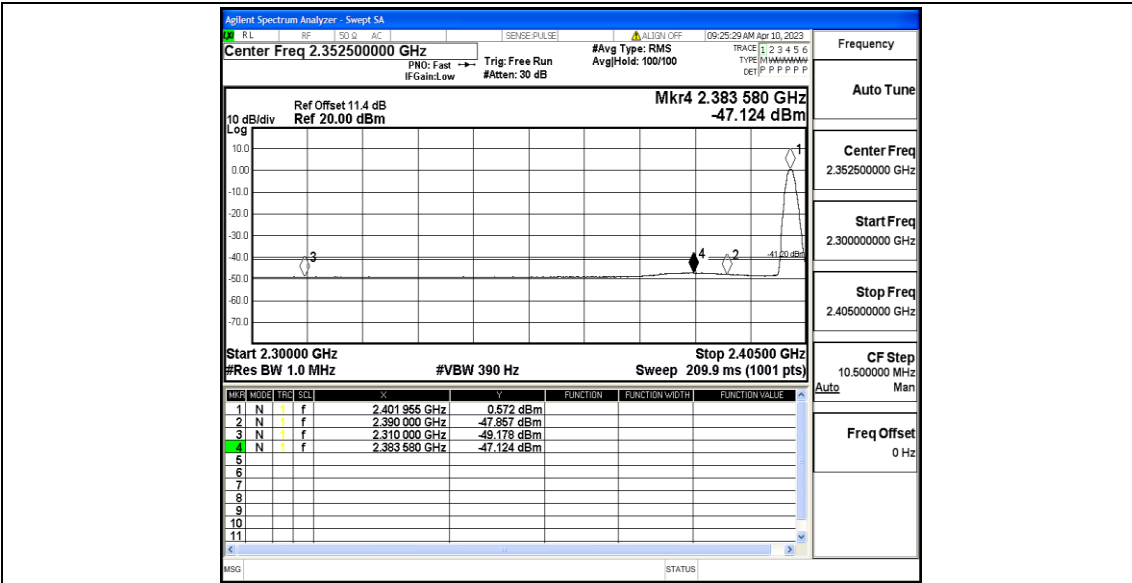 Agilent Spectrum Analyzer - Swept SA
RL RF 50 Ω AC SENSE:PULSE ALIGN OFF 09:25:29 AM Apr 10, 2023
Center Freq 2.352500000 GHz
PNO: Fast
IFGain:Low
Trig: Free Run
#Atten: 30 dB
#Avg Type: RMS
Avg|Hold: 100/100
TRACE 1 2 3 4 5 6
TYPE M W W W W W
DET P P P P P P
Ref Offset 11.4 dB
10 dB/div Ref 20.00 dBm
Log
Mkr4 2.383 580 GHz
-47.124 dBm
10.0
0.00
-10.0
-20.0
-30.0
-40.0
-50.0
-60.0
-70.0
1
3
4
2
-41.20 dBm
Start 2.30000 GHz Stop 2.40500 GHz
#Res BW 1.0 MHz #VBW 390 Hz Sweep 209.9 ms (1001 pts)
MKR MODE TRC SCL X Y FUNCTION FUNCTION WIDTH FUNCTION VALUE
1 N 1 f 2.401 955 GHz 0.572 dBm
2 N 1 f 2.390 000 GHz -47.857 dBm
3 N 1 f 2.310 000 GHz -49.178 dBm
4 N 1 f 2.383 580 GHz -47.124 dBm
5
6
7
8
9
10
11
MSG STATUS
Frequency
Auto Tune
Center Freq
2.352500000 GHz
Start Freq
2.300000000 GHz
Stop Freq
2.405000000 GHz
CF Step
10.500000 MHz
Auto Man
Freq Offset
0 Hz